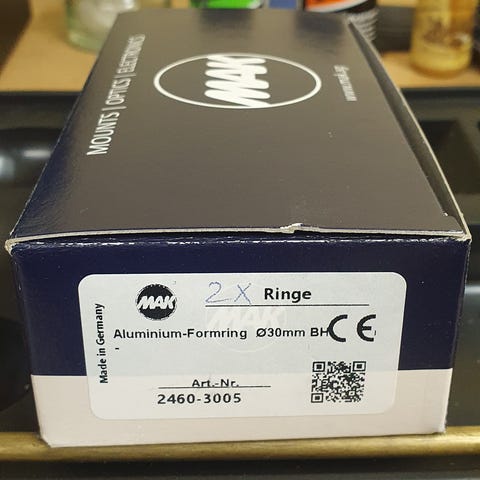 MAK
MOUNTS | OPTICS | ELECTRONICS
MAK
2X Ringe
Aluminium-Formring Ø30mm BH
CE
-
Made in Germany
Art.-Nr.
2460-3005